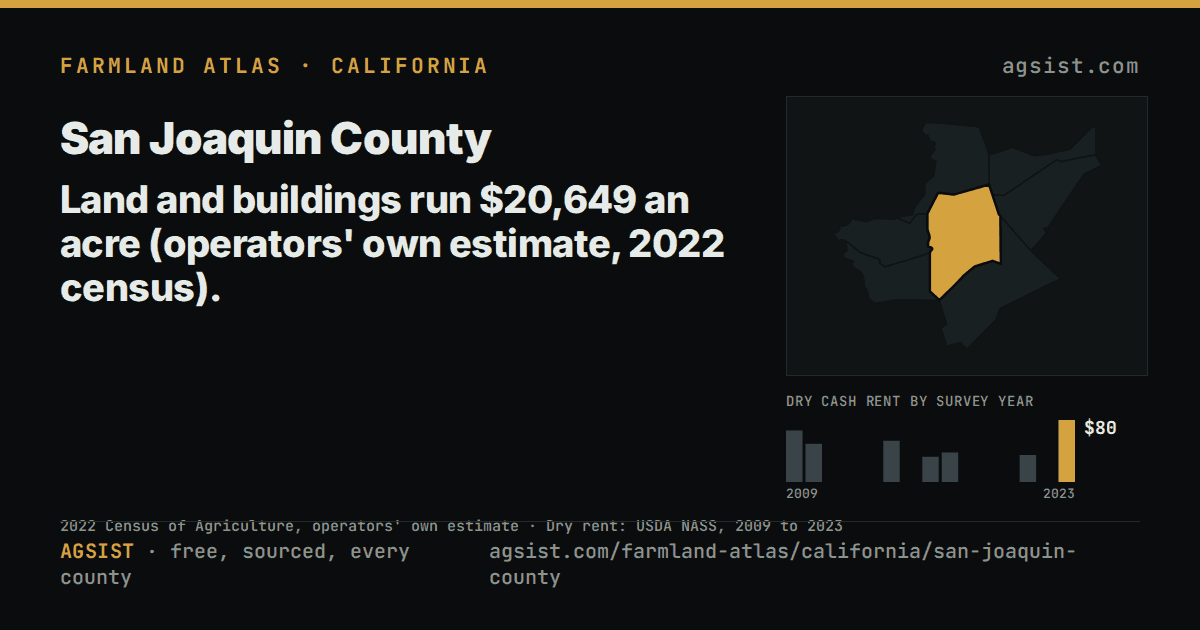 FARMLAND ATLAS · CALIFORNIA
agsist.com
San Joaquin County
Land and buildings run $20,649 an
acre (operators' own estimate, 2022
census).
DRY CASH RENT BY SURVEY YEAR
$80
2009
2023
2022 Census of Agriculture, operators' own estimate · Dry rent: USDA NASS, 2009 to 2023
AGSIST · free, sourced, every
county
agsist.com/farmland-atlas/california/san-joaquin-
county